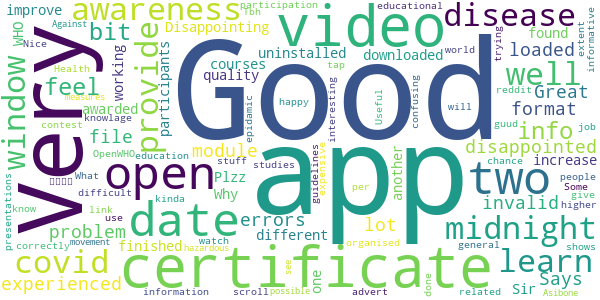 improve
awareness
participation
educational
Against
Toh
disease
WHO
bit
Disappointing
video
Nice
extent
informative
very
Good
tap
world
trying
found
loaded
feel
working
provide
participants
uninstalled
downloaded
well
Great
window
Health
courses
quality
format
awarded
happy
interesting
Useful
confusing
will
reddit
file
knowlage
epidamic
info
guud
job
contest
module
measures
app
disappointed
OpenWHO
education
stuff
studies
guidelines
expensive
per
another
chance
increase
What
open
Plzz
Why
two
people
Some
difficult
kinda
give
presentations
know
link
date
errors
lot
invalid
higher
use
problem
different
organised
midnight
correctly
finished
watch
certificate
general
shows
covid
movement
hazardous
one
see
done
learn
Says
experienced
information
scroll
possible
advert
related
Sir
Asibone